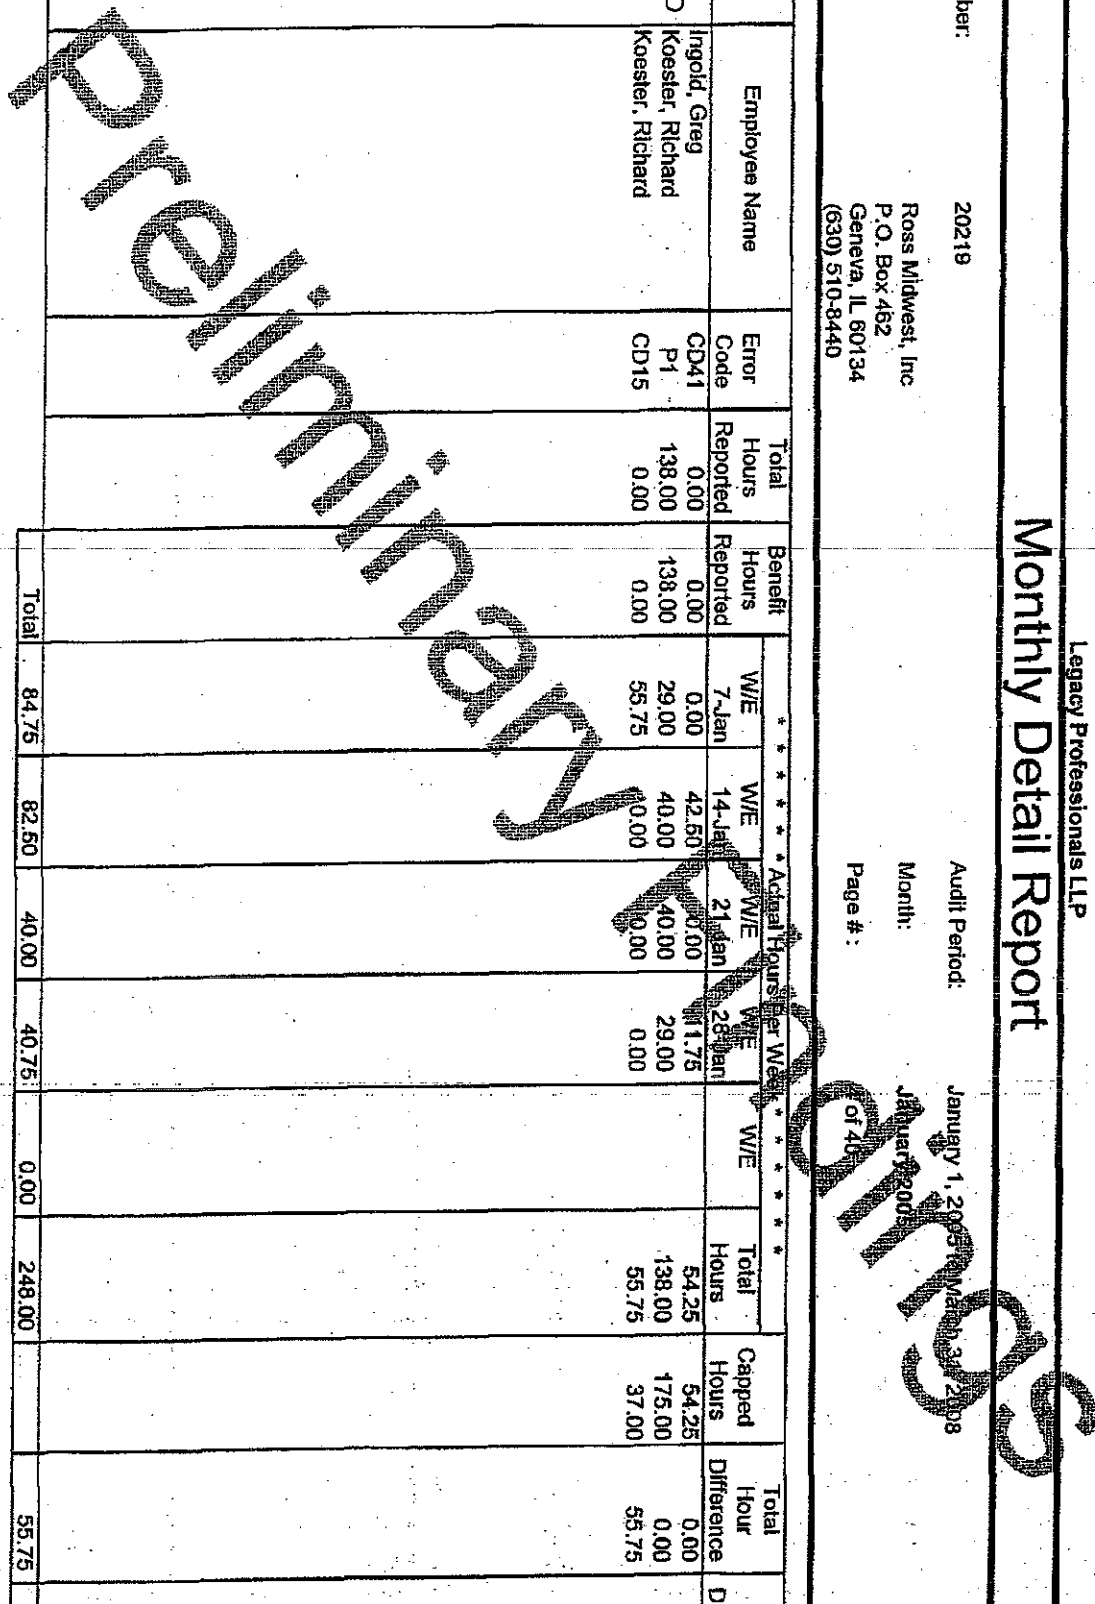 Legacy Professionals LLP
Monthly Detail Report
ber: 20219 Audit Period: January 1, 2005 to March 31, 2008
Ross Midwest, Inc Month: January 2005
P.O. Box 462
Geneva, IL 60134 Page #: of 40
(630) 510-8440
Total Benefit * * * * * * Actual Hours Per Week * * * * * * Total
Employee Name Error Hours Hours W/E W/E W/E W/E W/E Total Capped Hour
Code Reported Reported 7-Jan 14-Jan 21-Jan 28-Jan Hours Hours Difference D
Ingold, Greg CD41 0.00 0.00 0.00 42.50 0.00 11.75 54.25 54.25 0.00
Koester, Richard P1 138.00 138.00 29.00 40.00 40.00 29.00 138.00 175.00 0.00
Koester, Richard CD15 0.00 0.00 55.75 0.00 0.00 0.00 55.75 37.00 55.75
Total 84.75 82.50 40.00 40.75 0.00 248.00 55.75
Preliminary Findings